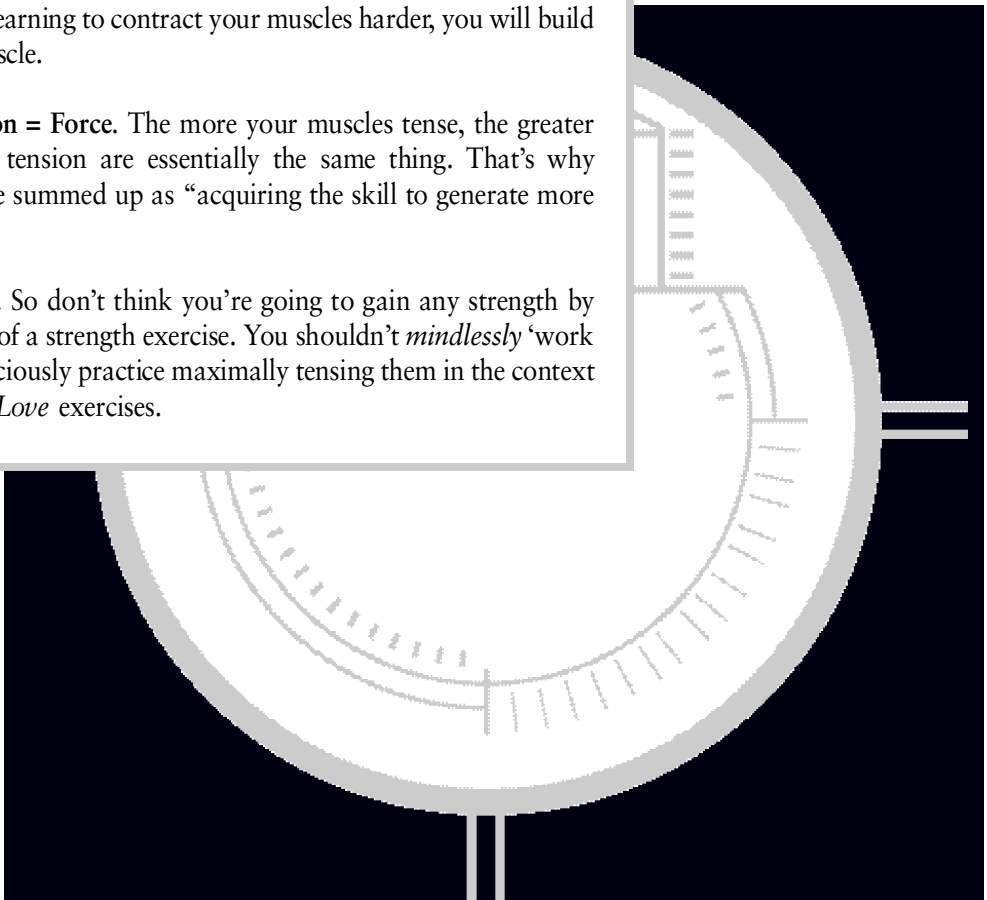 earning to contract your muscles harder, you will build
scle.
on = Force. The more your muscles tense, the greater
tension are essentially the same thing. That’s why
e summed up as “acquiring the skill to generate more
. So don’t think you’re going to gain any strength by
of a strength exercise. You shouldn’t mindlessly ‘work
ciously practice maximally tensing them in the context
Love exercises.